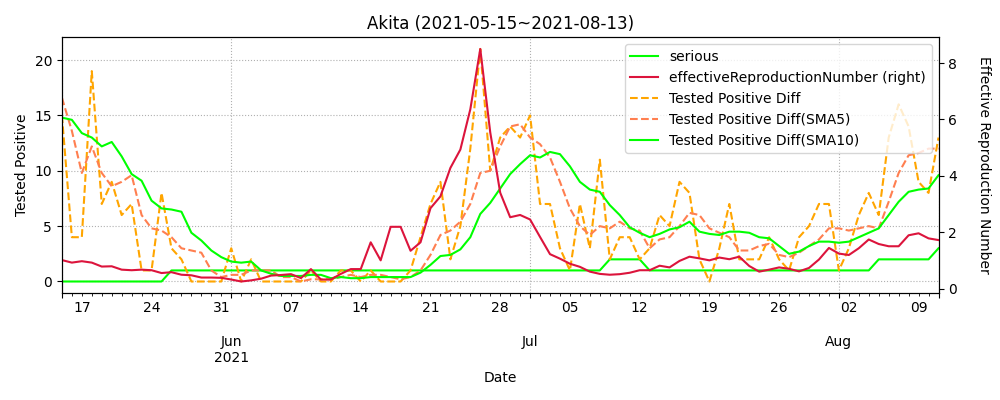 Akita (2021-05-15~2021-08-13)
serious
effectiveReproductionNumber (right)
Tested Positive Diff
Tested Positive Diff(SMA5)
Tested Positive Diff(SMA10)
Tested Positive
20
15
10
5
0
Effective Reproduction Number
8
6
4
2
0
17 24 31 07 14 21 28 05 12 19 26 02 09
Jun Jul Aug
2021
Date